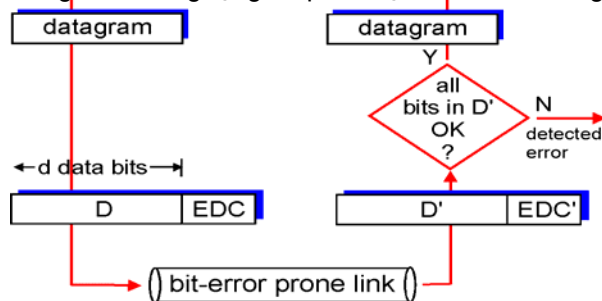 datagram
datagram
Y
all
bits in D'
OK
?
N
detected
error
d data bits
D
EDC
D'
EDC'
bit-error prone link